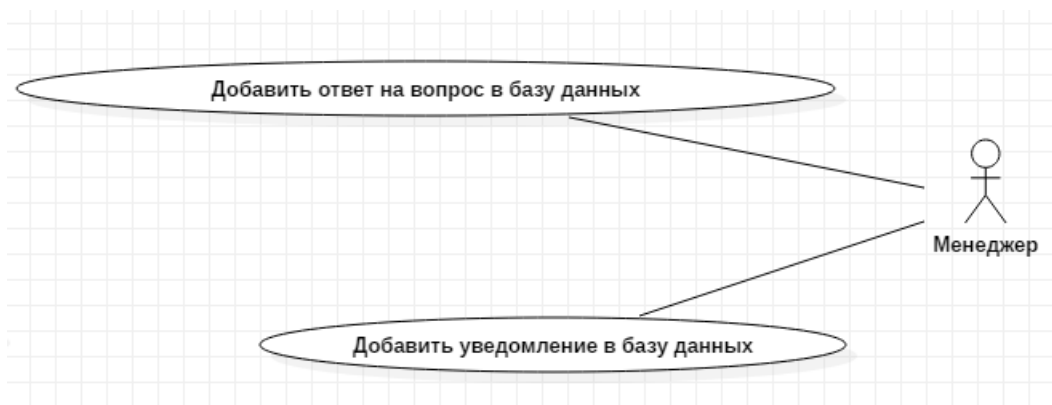 Добавить ответ на вопрос в базу данных
Менеджер
Добавить уведомление в базу данных